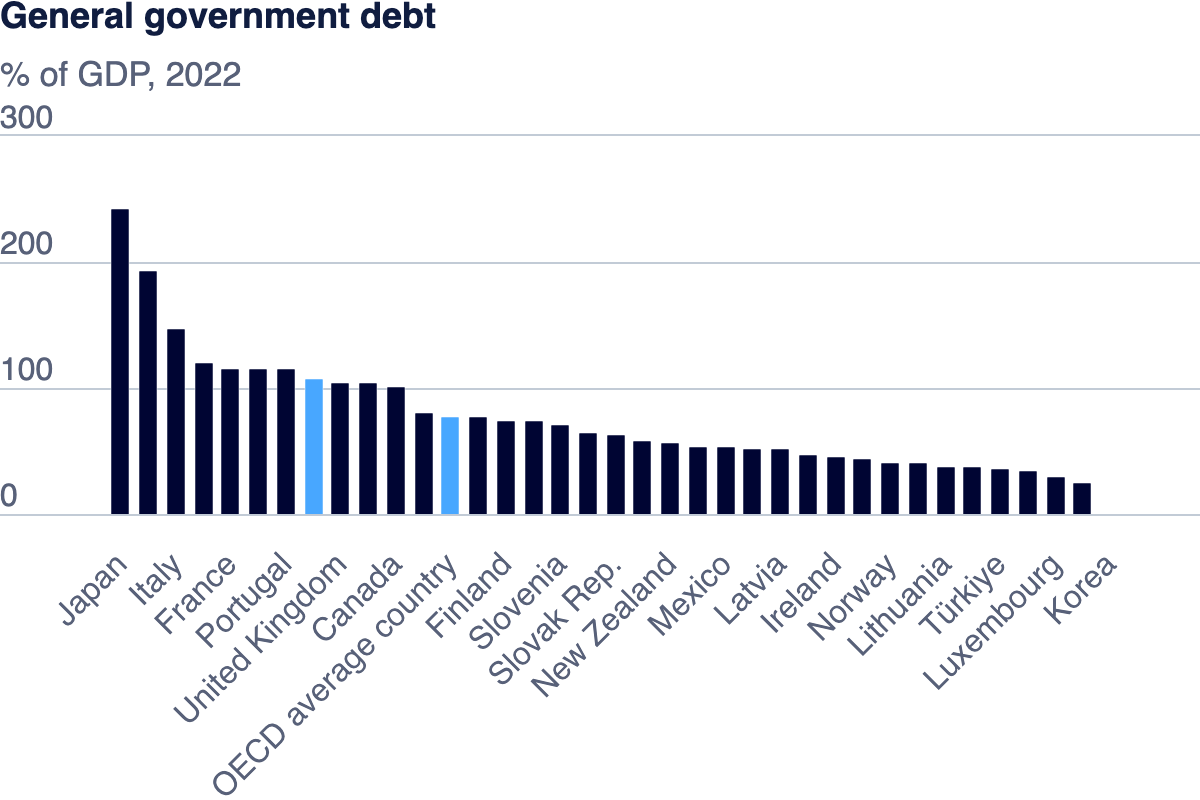 General government debt
% of GDP, 2022
300
200
100
0
Japan
Italy
France
Portugal
United Kingdom
Canada
OECD average country
Finland
Slovenia
Slovak Rep.
New Zealand
Mexico
Latvia
Ireland
Norway
Lithuania
Türkiye
Luxembourg
Korea